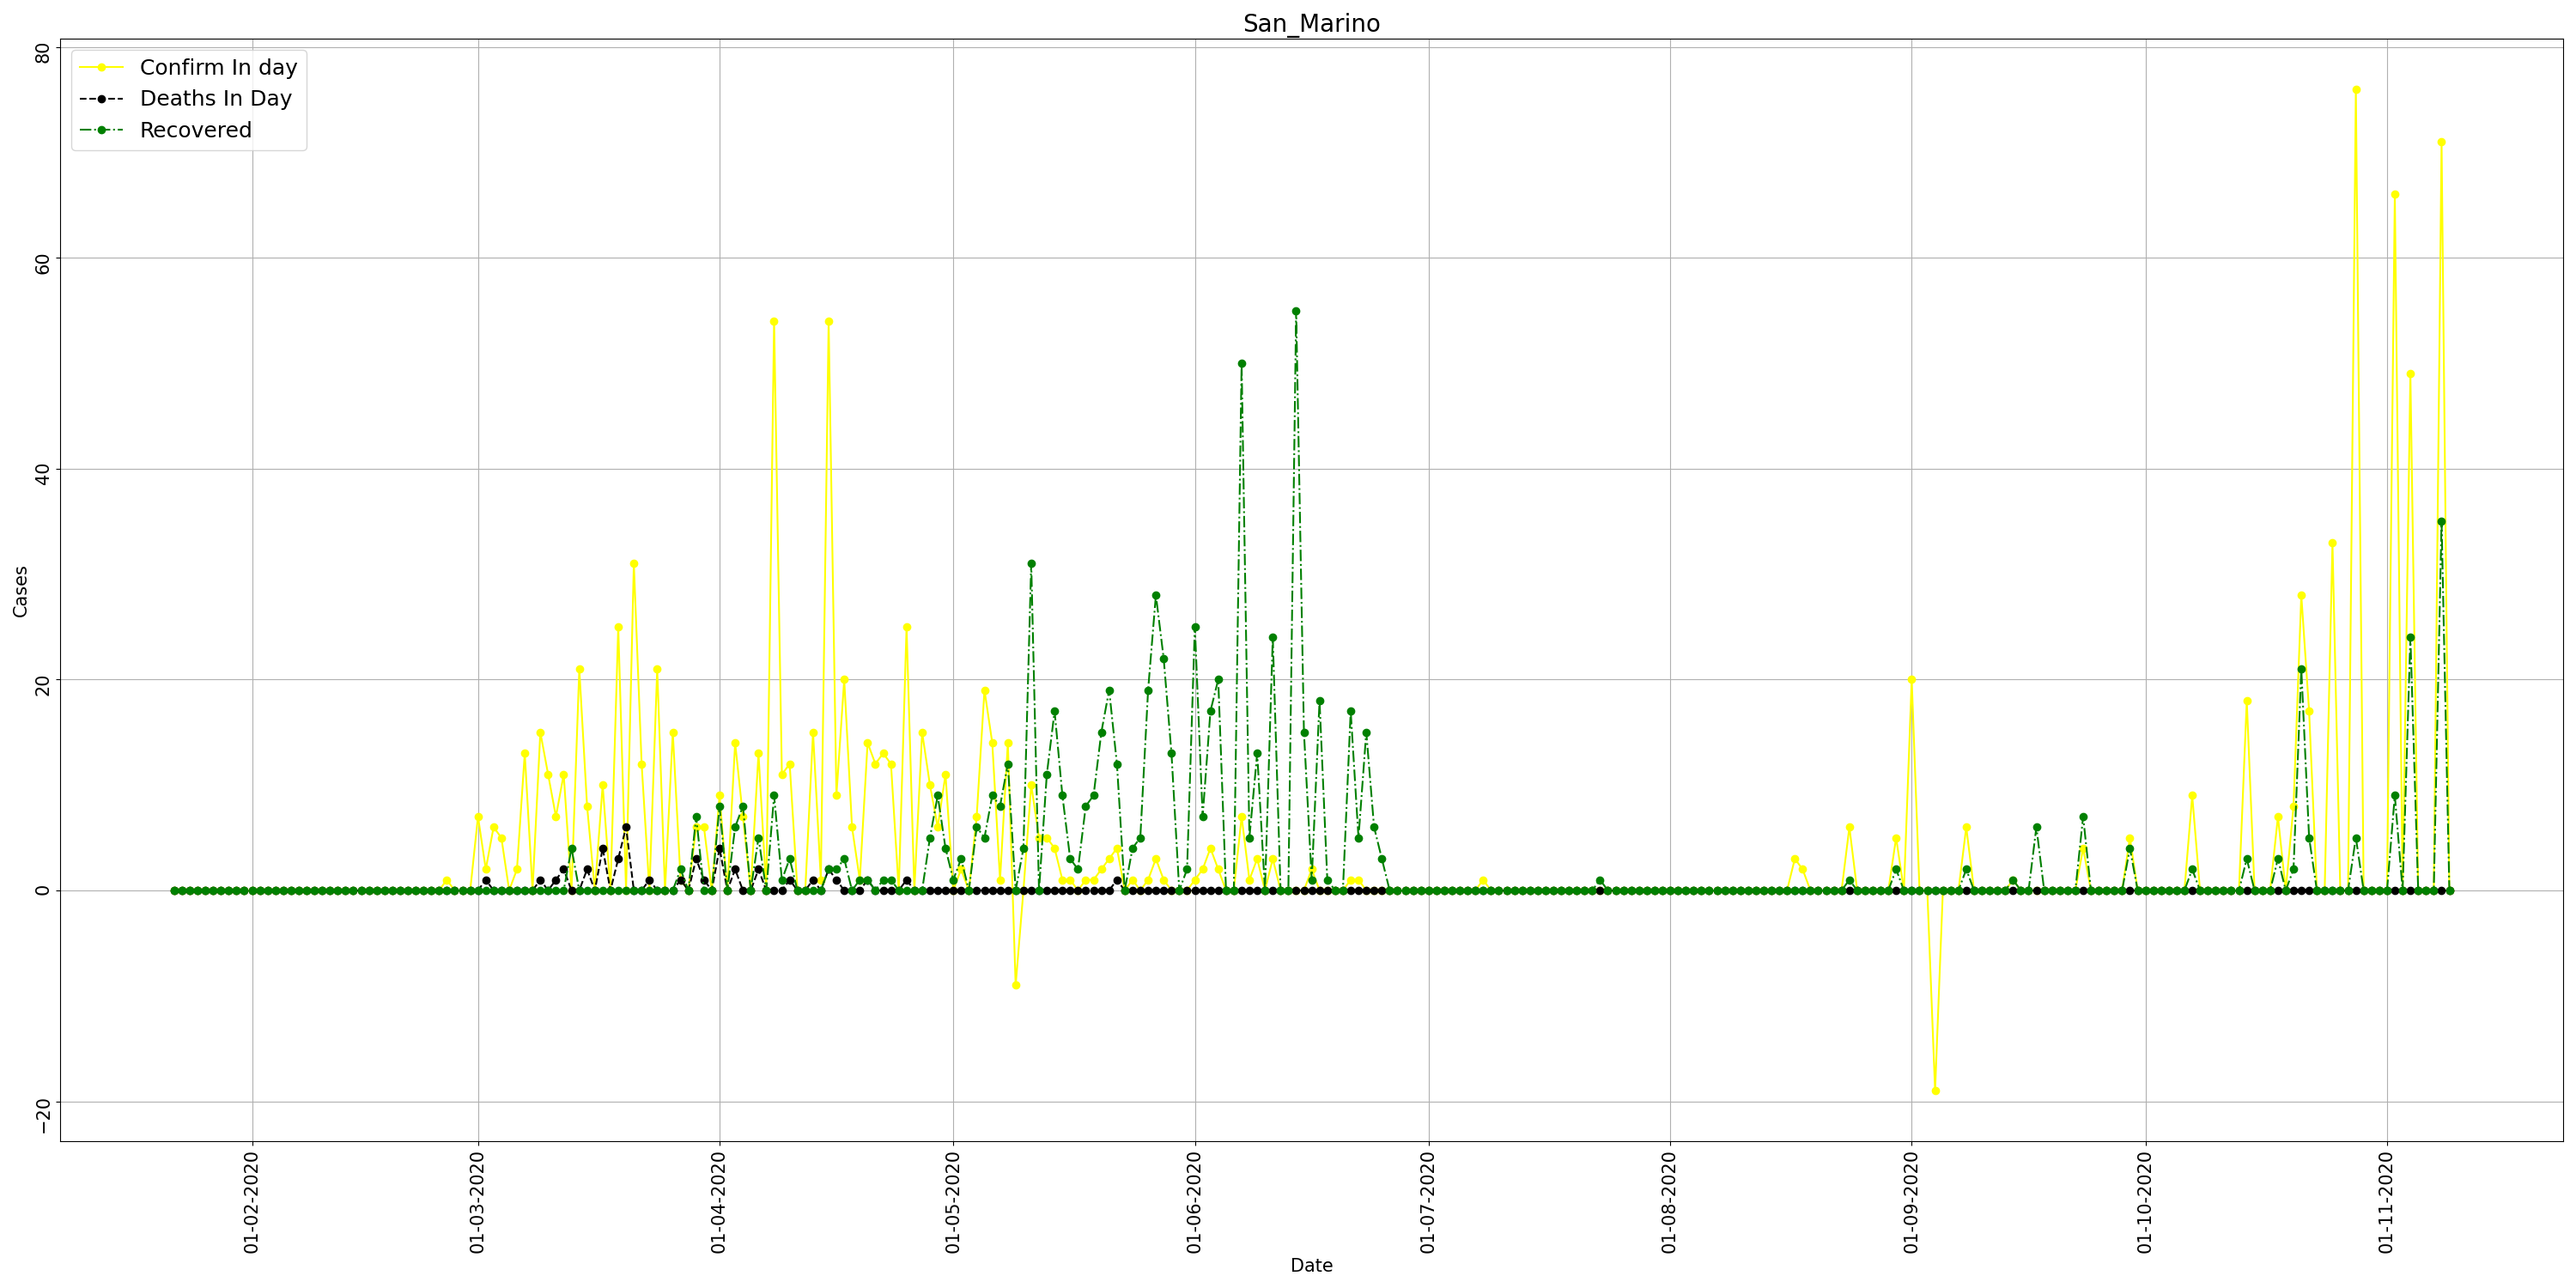 San_Marino
Confirm In day
Deaths In Day
Recovered
Cases
80
60
40
20
0
−20
01-02-2020
01-03-2020
01-04-2020
01-05-2020
01-06-2020
01-07-2020
01-08-2020
01-09-2020
01-10-2020
01-11-2020
Date